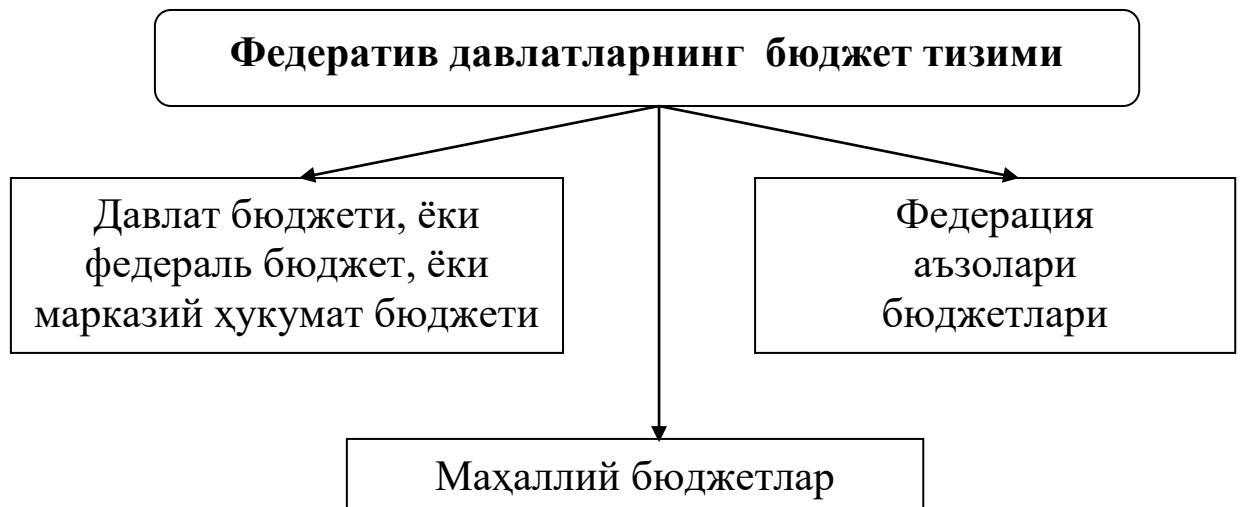 Федератив давлатларнинг бюджет тизими
Давлат бюджети, ёки
федераль бюджет, ёки
марказий ҳукумат бюджети
Федерация
аъзолари
бюджетлари
Маҳаллий бюджетлар